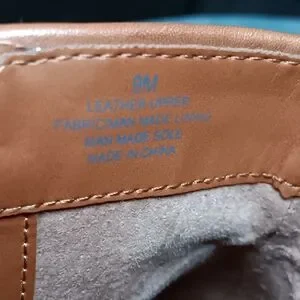 8M
LEATHER UPPER
FABRIC/MAN MADE LINING
MAN MADE SOLE
MADE IN CHINA